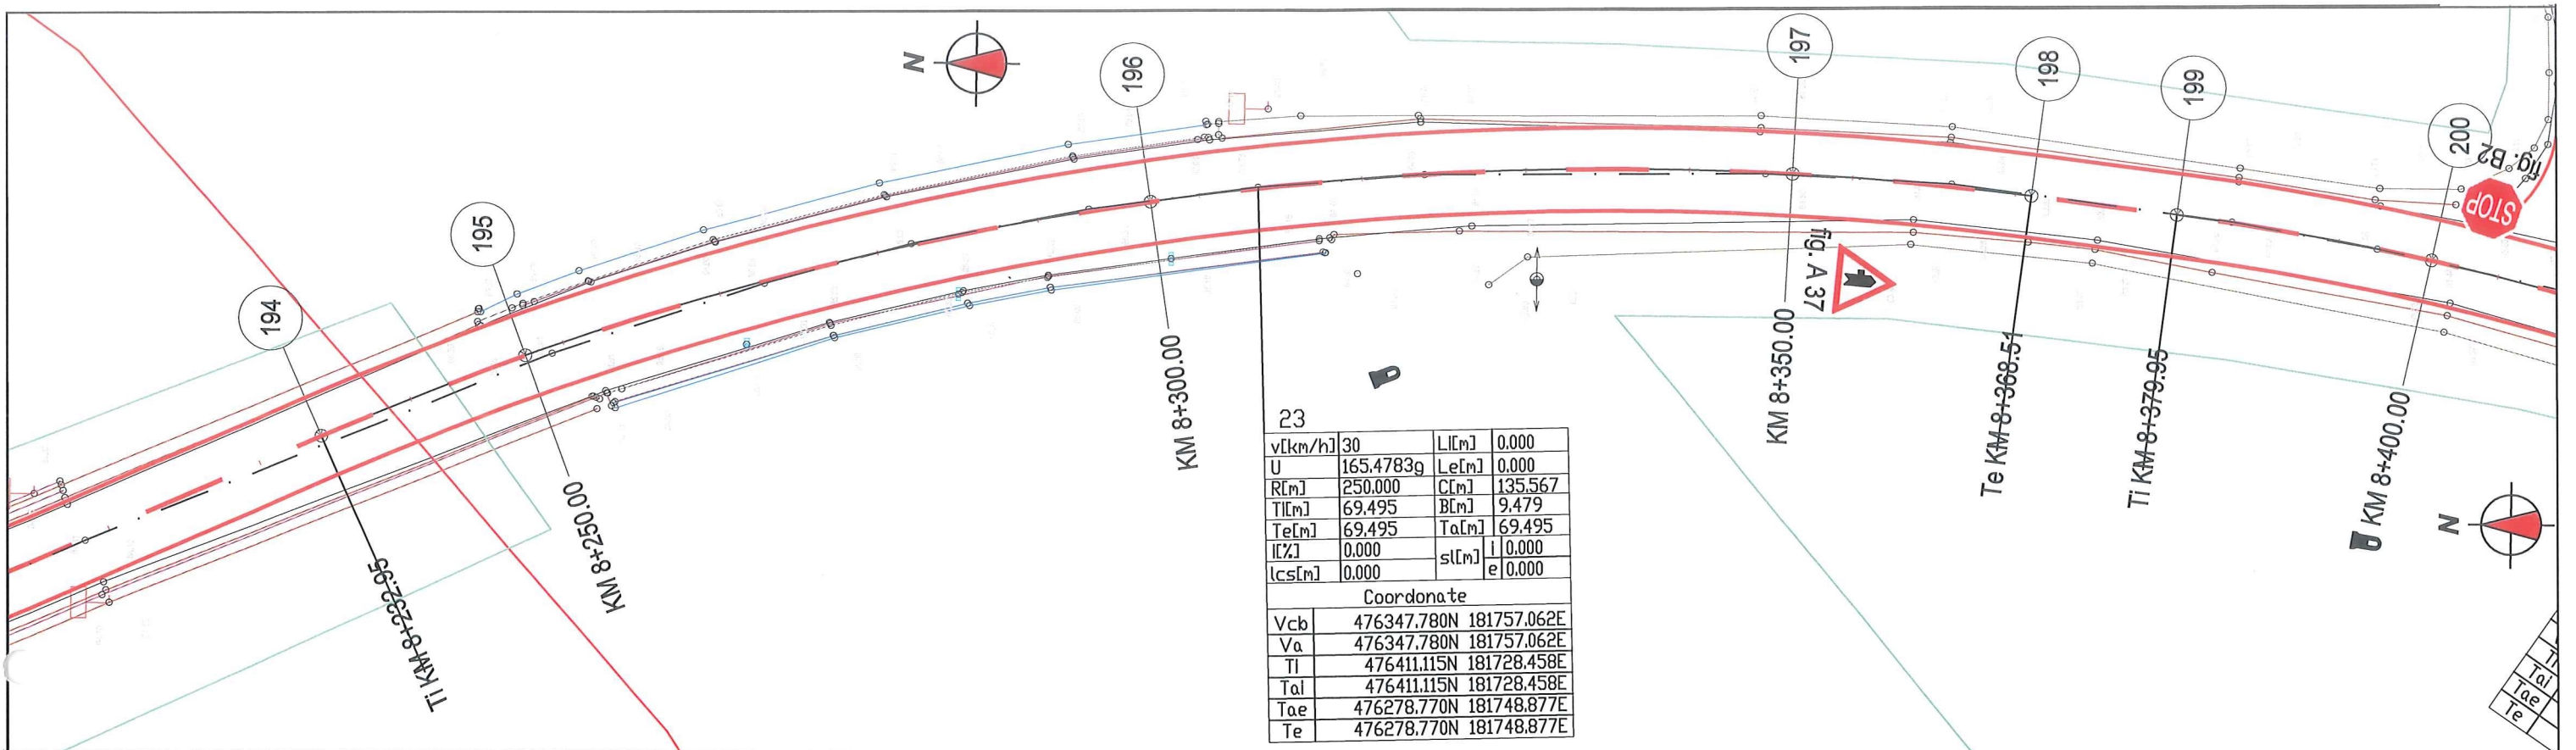 N
194
195
196
197
198
199
200
fig. B2
STOP
fig. A 37
Ti KM 8+232.95
KM 8+250.00
KM 8+300.00
KM 8+350.00
Te KM 8+368.51
Ti KM 8+379.95
KM 8+400.00
N
23
v[km/h] 30 Li[m] 0.000
U 165.4783g Le[m] 0.000
R[m] 250.000 C[m] 135.567
Ti[m] 69.495 B[m] 9.479
Te[m] 69.495 Ta[m] 69.495
i[%] 0.000 sl[m] i 0.000
lcs[m] 0.000 e 0.000
Coordonate
Vcb 476347.780N 181757.062E
Va 476347.780N 181757.062E
Ti 476411.115N 181728.458E
Tai 476411.115N 181728.458E
Tae 476278.770N 181748.877E
Te 476278.770N 181748.877E
Tai
Tae
Te